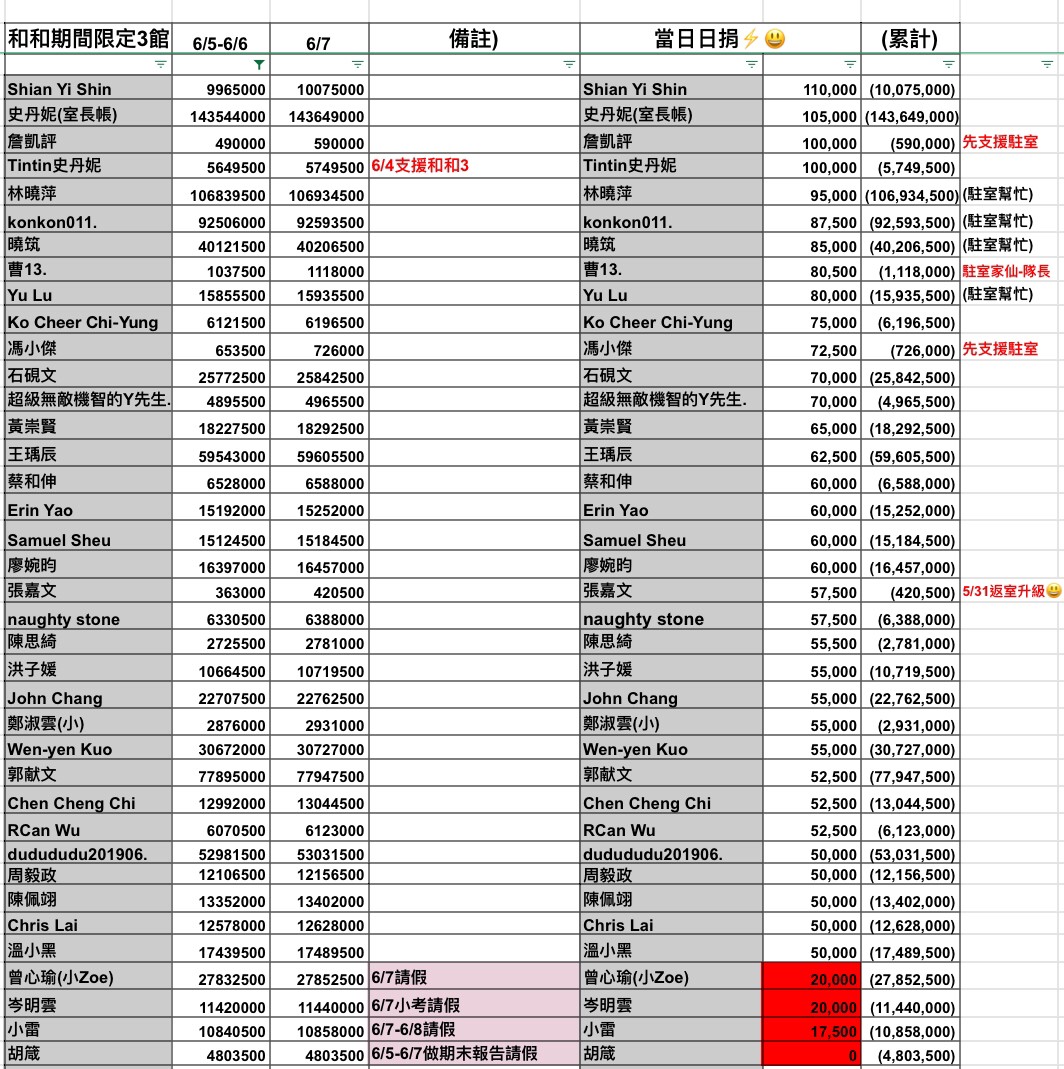 和和期間限定3館 6/5-6/6 6/7 備註) 當日日捐⚡😃 (累計)
Shian Yi Shin 9965000 10075000 Shian Yi Shin 110,000 (10,075,000)
史丹妮(室長帳) 143544000 143649000 史丹妮(室長帳) 105,000 (143,649,000)
詹凱評 490000 590000 詹凱評 100,000 (590,000) 先支援駐室
Tintin史丹妮 5649500 5749500 6/4支援和和3 Tintin史丹妮 100,000 (5,749,500)
林曉萍 106839500 106934500 林曉萍 95,000 (106,934,500) (駐室幫忙)
konkon011. 92506000 92593500 konkon011. 87,500 (92,593,500) (駐室幫忙)
曉筑 40121500 40206500 曉筑 85,000 (40,206,500) (駐室幫忙)
曹13. 1037500 1118000 曹13. 80,500 (1,118,000) 駐室家仙-隊長
Yu Lu 15855500 15935500 Yu Lu 80,000 (15,935,500) (駐室幫忙)
Ko Cheer Chi-Yung 6121500 6196500 Ko Cheer Chi-Yung 75,000 (6,196,500)
馮小傑 653500 726000 馮小傑 72,500 (726,000) 先支援駐室
石硯文 25772500 25842500 石硯文 70,000 (25,842,500)
超級無敵機智的Y先生. 4895500 4965500 超級無敵機智的Y先生. 70,000 (4,965,500)
黃崇賢 18227500 18292500 黃崇賢 65,000 (18,292,500)
王瑀辰 59543000 59605500 王瑀辰 62,500 (59,605,500)
蔡和伸 6528000 6588000 蔡和伸 60,000 (6,588,000)
Erin Yao 15192000 15252000 Erin Yao 60,000 (15,252,000)
Samuel Sheu 15124500 15184500 Samuel Sheu 60,000 (15,184,500)
廖婉昀 16397000 16457000 廖婉昀 60,000 (16,457,000)
張嘉文 363000 420500 張嘉文 57,500 (420,500) 5/31返室升級😃
naughty stone 6330500 6388000 naughty stone 57,500 (6,388,000)
陳思綺 2725500 2781000 陳思綺 55,500 (2,781,000)
洪子媛 10664500 10719500 洪子媛 55,000 (10,719,500)
John Chang 22707500 22762500 John Chang 55,000 (22,762,500)
鄭淑雲(小) 2876000 2931000 鄭淑雲(小) 55,000 (2,931,000)
Wen-yen Kuo 30672000 30727000 Wen-yen Kuo 55,000 (30,727,000)
郭献文 77895000 77947500 郭献文 52,500 (77,947,500)
Chen Cheng Chi 12992000 13044500 Chen Cheng Chi 52,500 (13,044,500)
RCan Wu 6070500 6123000 RCan Wu 52,500 (6,123,000)
dudududu201906. 52981500 53031500 dudududu201906. 50,000 (53,031,500)
周毅政 12106500 12156500 周毅政 50,000 (12,156,500)
陳佩翊 13352000 13402000 陳佩翊 50,000 (13,402,000)
Chris Lai 12578000 12628000 Chris Lai 50,000 (12,628,000)
溫小黑 17439500 17489500 溫小黑 50,000 (17,489,500)
曾心瑜(小Zoe) 27832500 27852500 6/7請假 曾心瑜(小Zoe) 20,000 (27,852,500)
岑明雲 11420000 11440000 6/7小考請假 岑明雲 20,000 (11,440,000)
小雷 10840500 10858000 6/7-6/8請假 小雷 17,500 (10,858,000)
胡箴 4803500 4803500 6/5-6/7做期末報告請假 胡箴 0 (4,803,500)